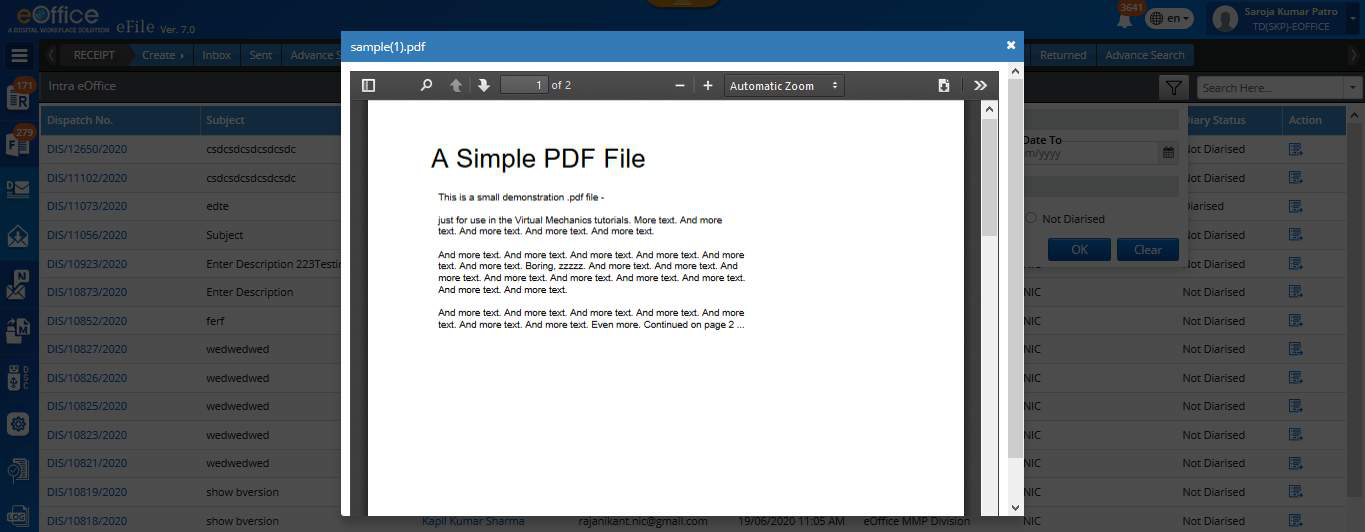 eOffice
A DIGITAL WORKPLACE SOLUTION
eFile Ver. 7.0
3641
en
Saroja Kumar Patro
TD(SKP)-EOFFICE
RECEIPT Create Inbox Sent Advance S
Returned Advance Search
sample(1).pdf
171
R
Intra eOffice
Search Here...
1 of 2
Automatic Zoom
Dispatch No. Subject
iary Status Action
279
F
D
N
M
DSC
LOG
DIS/12650/2020 csdcsdcsdcsdcsdc
DIS/11102/2020 csdcsdcsdcsdcsdc
DIS/11073/2020 edte
DIS/11056/2020 Subject
DIS/10923/2020 Enter Description 223Testin
DIS/10873/2020 Enter Description
DIS/10852/2020 ferf
DIS/10827/2020 wedwedwed
DIS/10826/2020 wedwedwed
DIS/10825/2020 wedwedwed
DIS/10823/2020 wedwedwed
DIS/10821/2020 wedwedwed
DIS/10819/2020 show bversion
DIS/10818/2020 show bversion Kapil Kumar Sharma rajanikant.nic@gmail.com 19/06/2020 11:05 AM eOffice MMP Division NIC Not Diarised
A Simple PDF File
This is a small demonstration .pdf file -
just for use in the Virtual Mechanics tutorials. More text. And more
text. And more text. And more text. And more text.
And more text. And more text. And more text. And more text. And more
text. And more text. Boring, zzzzz. And more text. And more text. And
more text. And more text. And more text. And more text. And more text.
And more text. And more text.
And more text. And more text. And more text. And more text. And more
text. And more text. And more text. Even more. Continued on page 2 ...
Date To
m/yyyy
Not Diarised
OK Clear
Not Diarised
Not Diarised
Diarised
Not Diarised
NIC Not Diarised
NIC Not Diarised
NIC Not Diarised
NIC Not Diarised
NIC Not Diarised
NIC Not Diarised
NIC Not Diarised
NIC Not Diarised
NIC Not Diarised